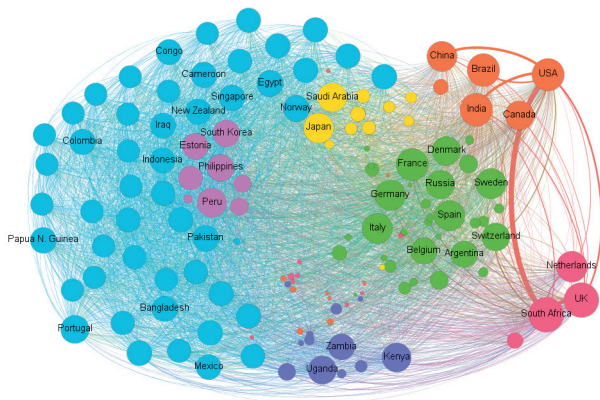 Congo
China
Brazil
USA
Cameroon
Egypt
Singapore
Saudi Arabia
Norway
New Zealand
India
Canada
Iraq
South Korea
Japan
Colombia
Estonia
Indonesia
Philippines
France
Denmark
Germany
Russia
Sweden
Peru
Spain
Italy
Papua N. Guinea
Pakistan
Switzerland
Belgium
Argentina
Netherlands
Bangladesh
UK
South Africa
Portugal
Zambia
Kenya
Mexico
Uganda